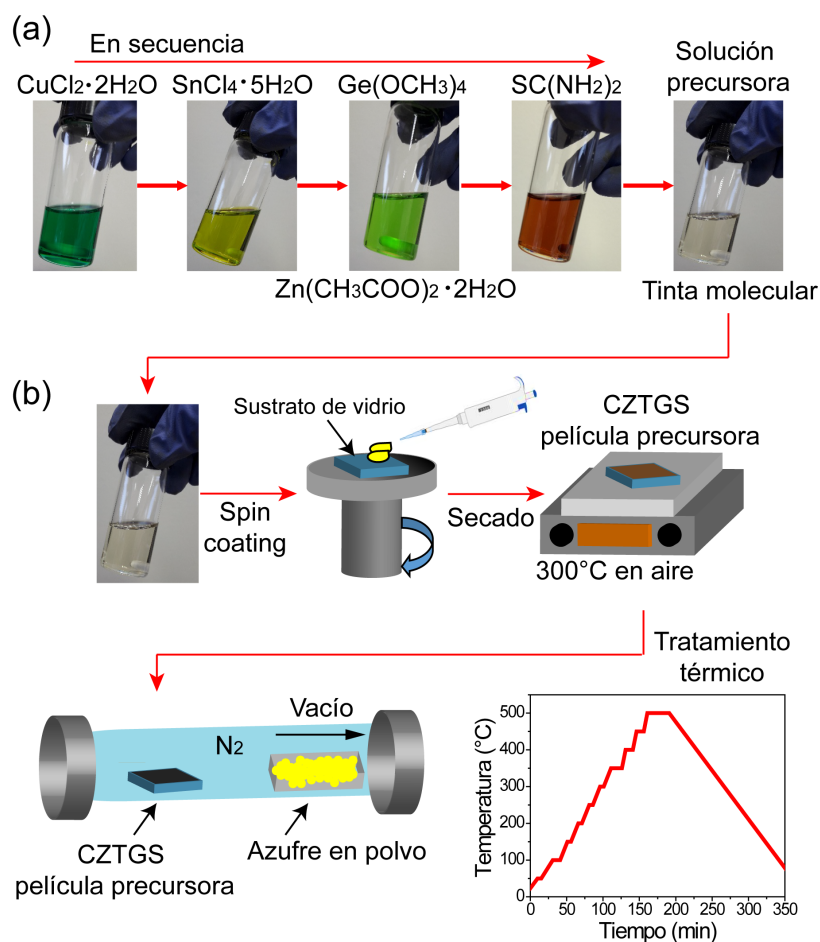 (a)
En secuencia
CuCl2·2H2O
SnCl4·5H2O
Ge(OCH3)4
SC(NH2)2
Solución
precursora
Zn(CH3COO)2·2H2O
Tinta molecular
(b)
Sustrato de vidrio
Spin
coating
Secado
CZTGS
película precursora
300°C en aire
Tratamiento
térmico
N2
Vacío
CZTGS
película precursora
Azufre en polvo
Temperatura (°C)
500
400
300
200
100
0
0 50 100 150 200 250 300 350
Tiempo (min)